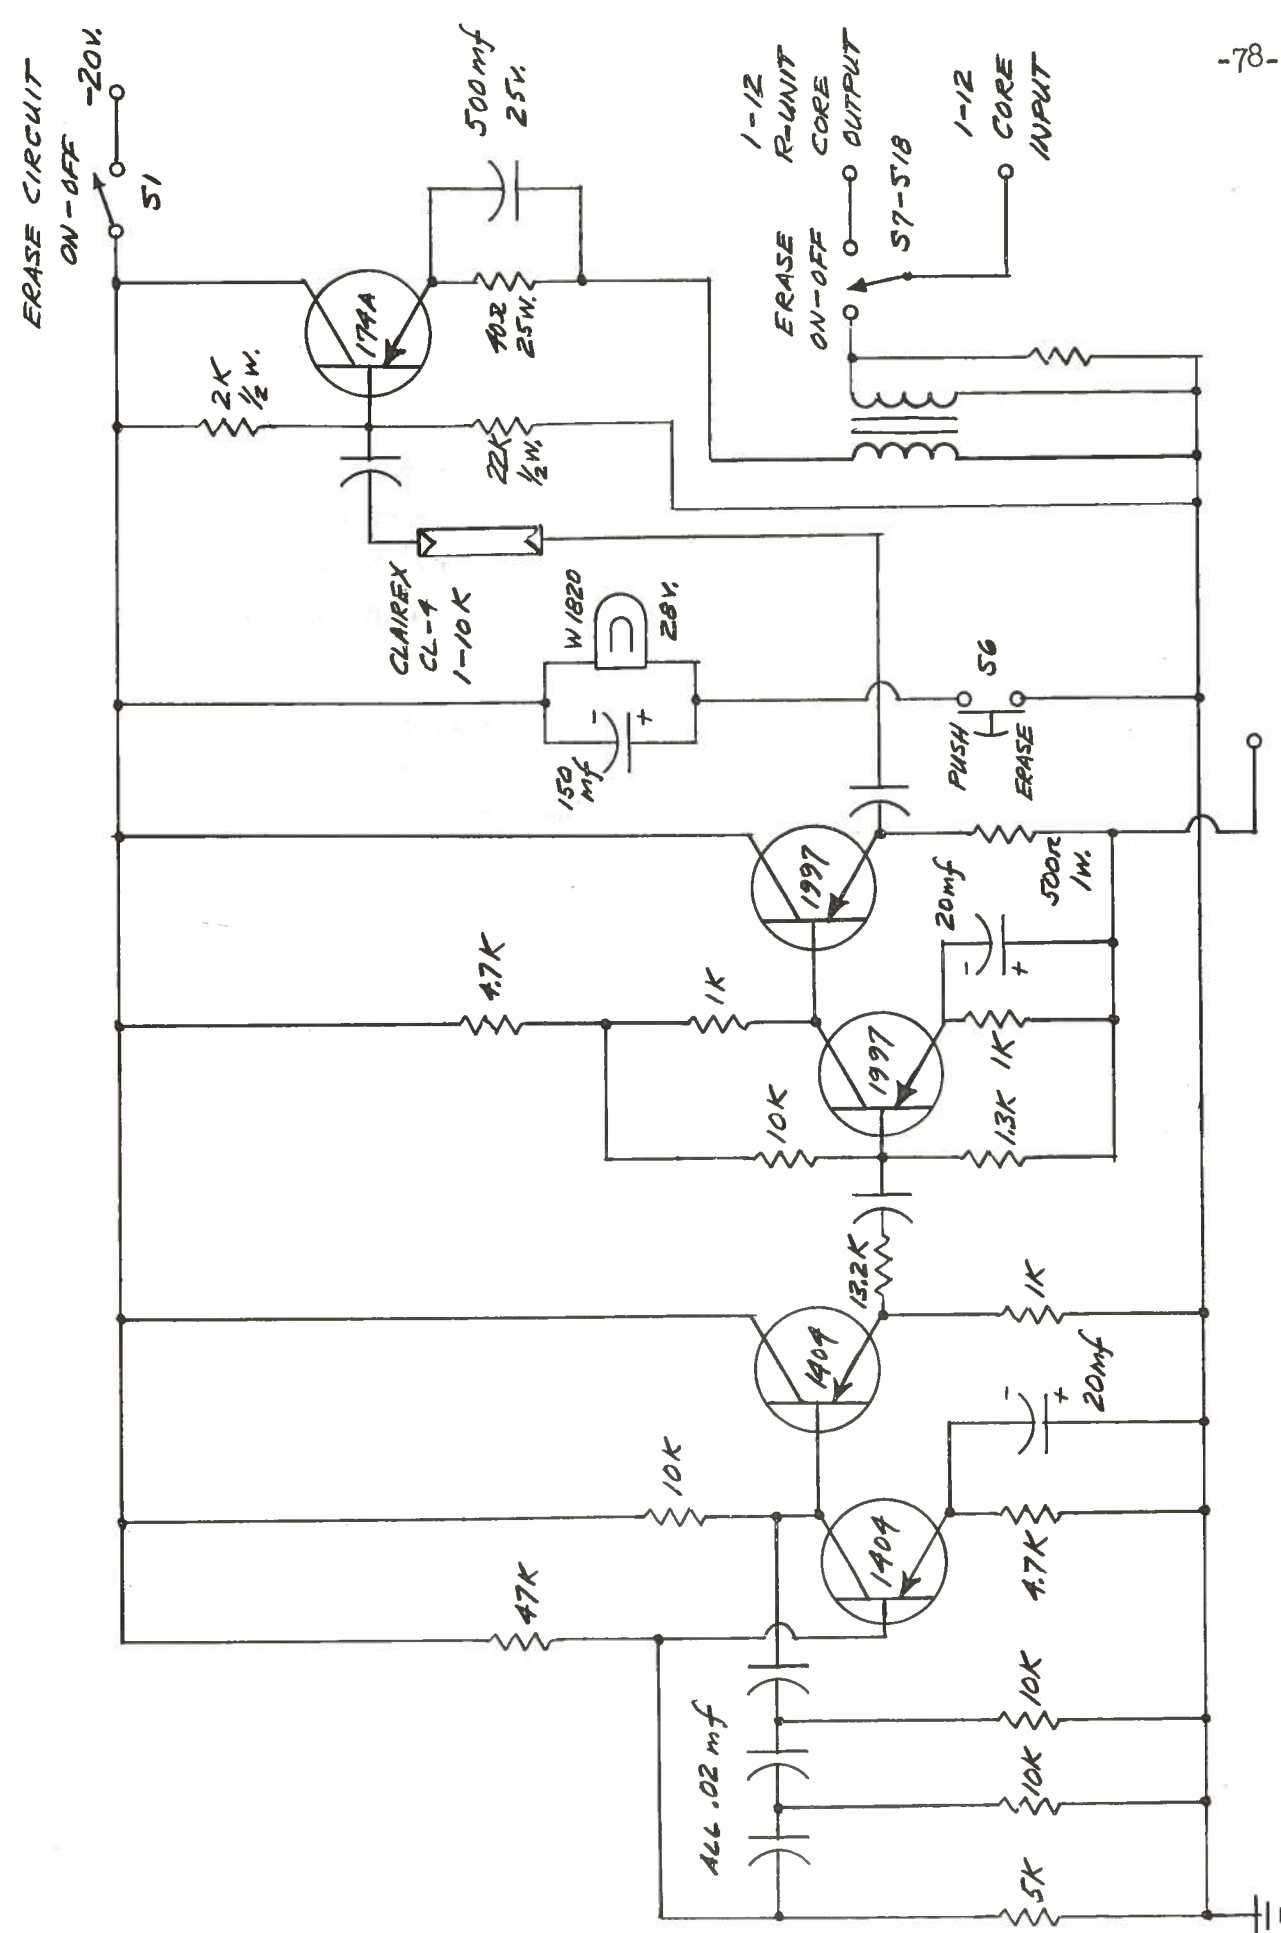 -78-
ERASE CIRCUIT
ON-OFF
-20V.
S1
500mf
25V.
174A
40Ω
25W.
2K
1/2 W.
22K
1/2 W.
1-12
R-UNIT
CORE
OUTPUT
ERASE
ON-OFF
S7-S18
1-12
CORE
INPUT
CLAIREX
CL-4
1-10K
W1820
28V.
150
mf
-
+
S6
PUSH
ERASE
1997
500Ω
1W.
4.7K
1K
1997
20mf
-
+
1K
10K
1.3K
13.2K
1404
1K
10K
1404
-
+
20mf
4.7K
47K
ALL .02 mf
10K
10K
5K